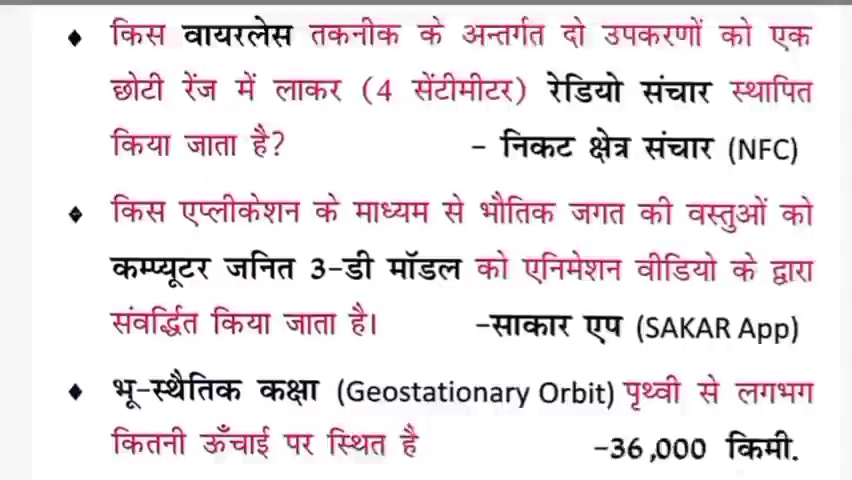 ♦ किस वायरलेस तकनीक के अन्तर्गत दो उपकरणों को एक
छोटी रेंज में लाकर (4 सेंटीमीटर) रेडियो संचार स्थापित
किया जाता है? - निकट क्षेत्र संचार (NFC)
♦ किस एप्लीकेशन के माध्यम से भौतिक जगत की वस्तुओं को
कम्प्यूटर जनित 3-डी मॉडल को एनिमेशन वीडियो के द्वारा
संवर्द्धित किया जाता है। -साकार एप (SAKAR App)
♦ भू-स्थैतिक कक्षा (Geostationary Orbit) पृथ्वी से लगभग
कितनी ऊँचाई पर स्थित है -36,000 किमी.